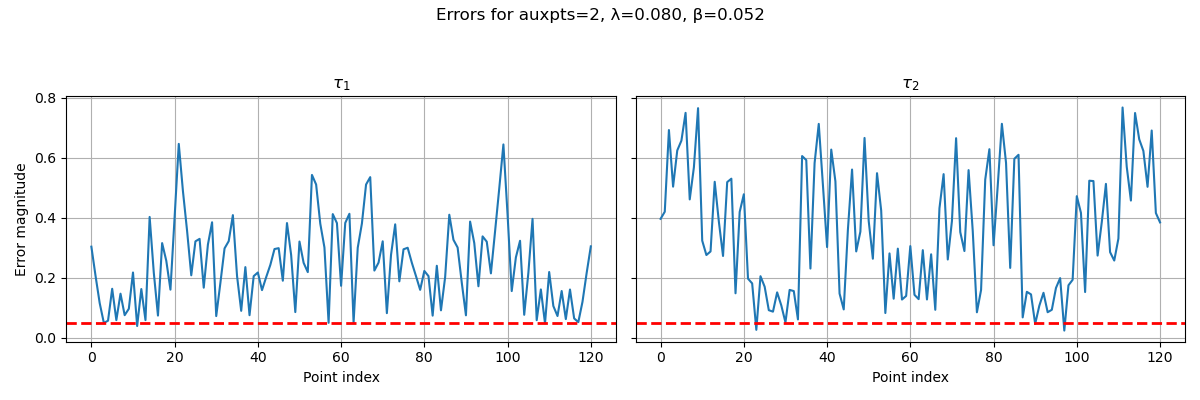 Errors for auxpts=2, λ=0.080, β=0.052
τ1
τ2
Error magnitude
0.8
0.6
0.4
0.2
0.0
0 20 40 60 80 100 120
0 20 40 60 80 100 120
Point index
Point index